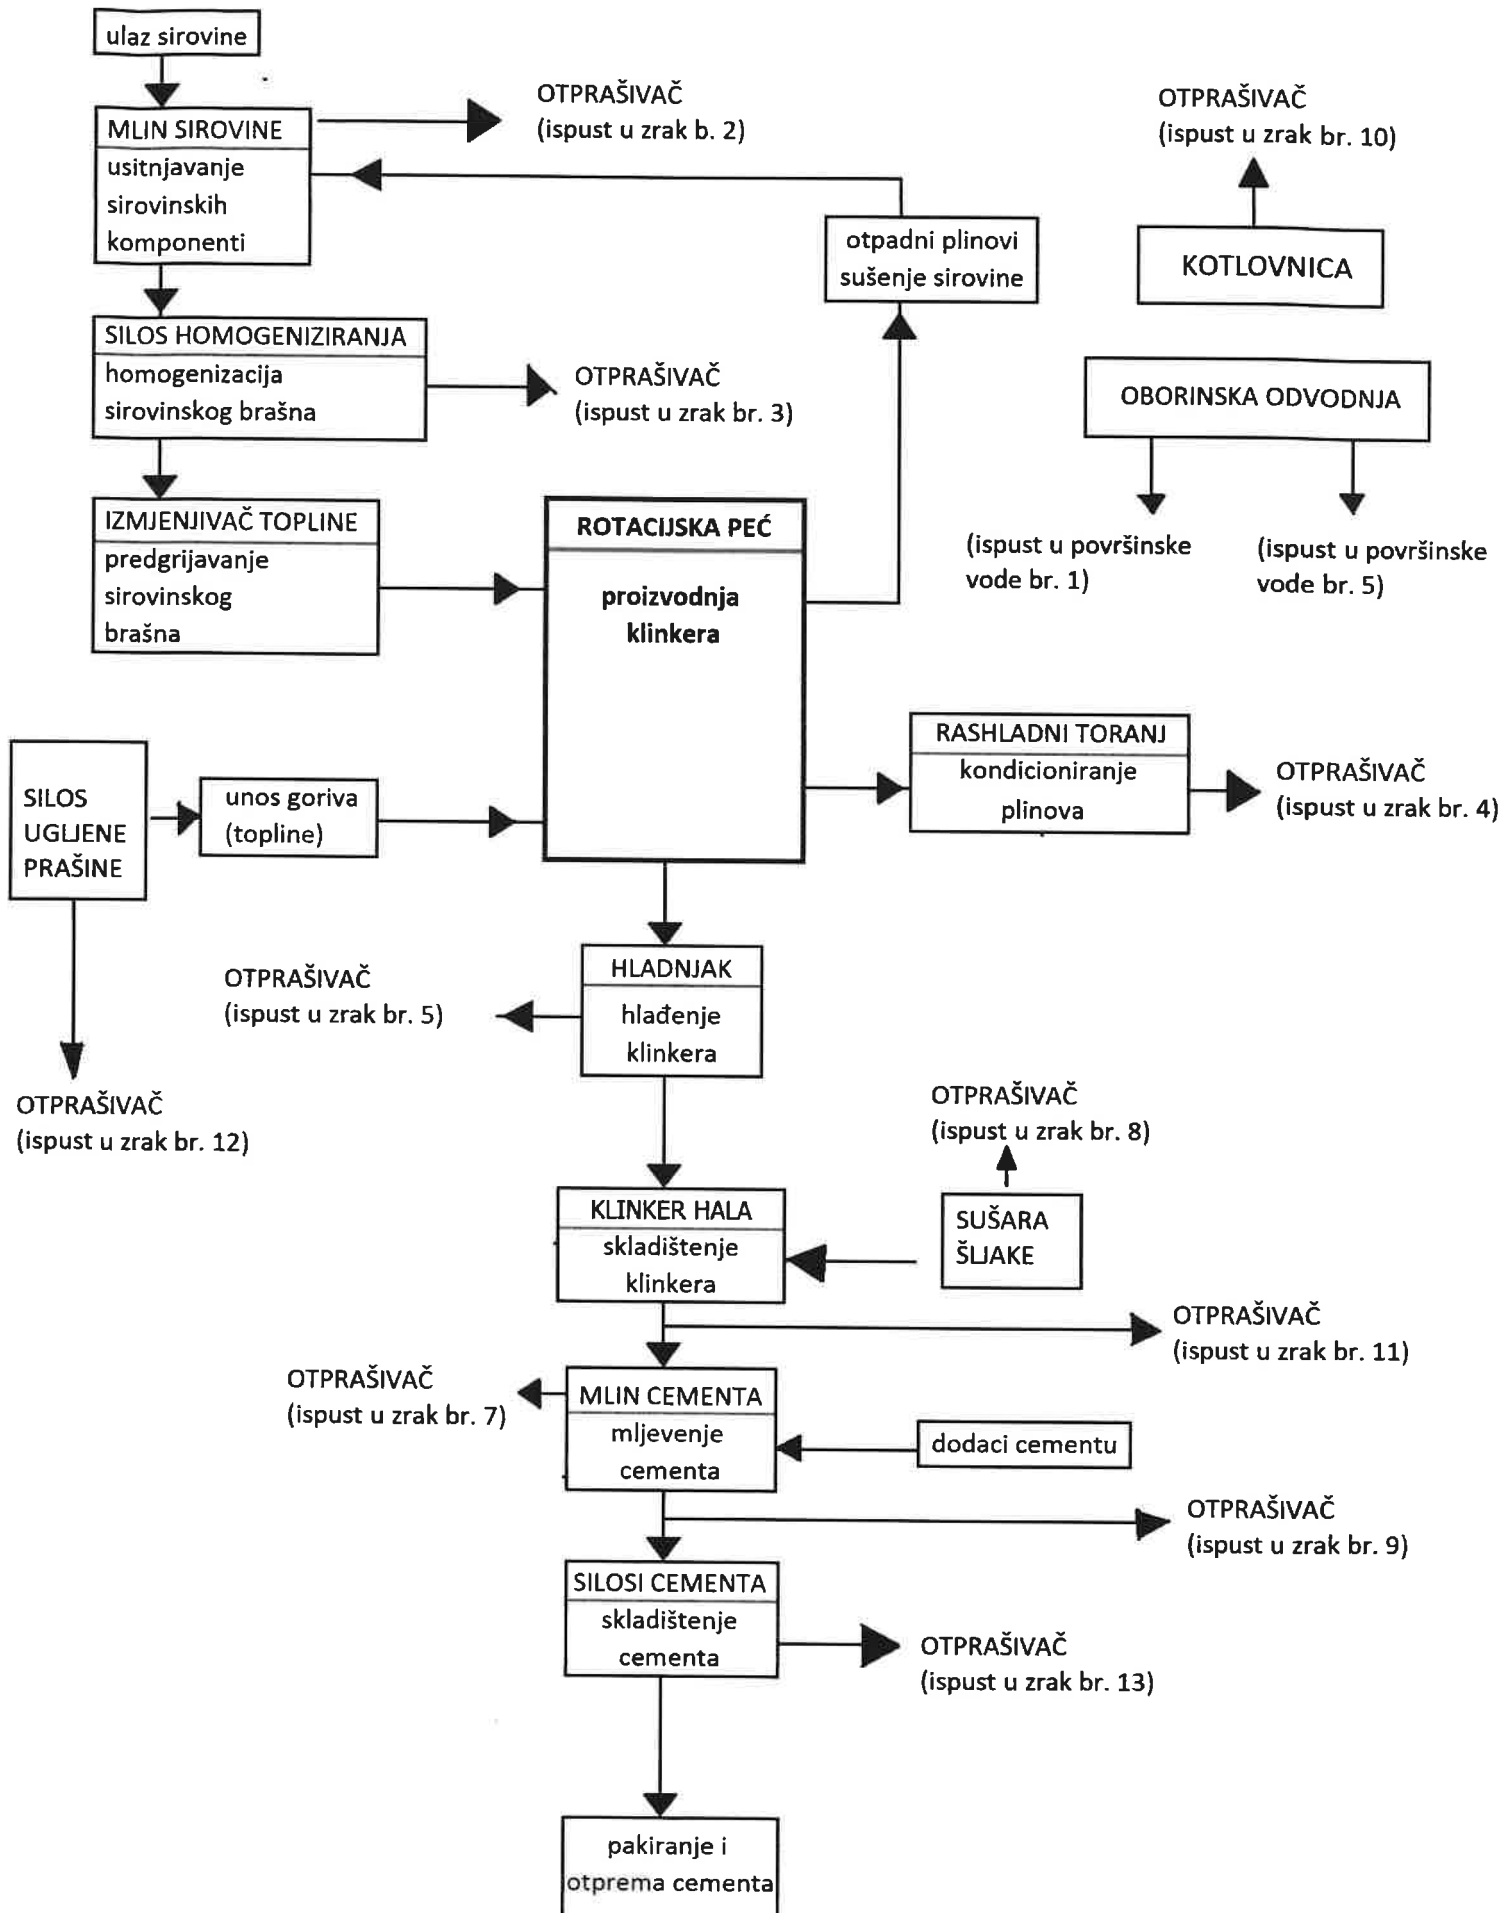 ulaz sirovine
MLIN SIROVINE
usitnjavanje
sirovinskih
komponenti
OTPRAŠIVAČ
(ispust u zrak b. 2)
OTPRAŠIVAČ
(ispust u zrak br. 10)
KOTLOVNICA
otpadni plinovi
sušenje sirovine
SILOS HOMOGENIZIRANJA
homogenizacija
sirovinskog brašna
OTPRAŠIVAČ
(ispust u zrak br. 3)
OBORINSKA ODVODNJA
(ispust u površinske
vode br. 1)
(ispust u površinske
vode br. 5)
IZMJENJIVAČ TOPLINE
predgrijavanje
sirovinskog
brašna
ROTACIJSKA PEĆ
proizvodnja
klinkera
RASHLADNI TORANJ
kondicioniranje
plinova
OTPRAŠIVAČ
(ispust u zrak br. 4)
SILOS
UGLJENE
PRAŠINE
unos goriva
(topline)
HLADNJAK
hlađenje
klinkera
OTPRAŠIVAČ
(ispust u zrak br. 5)
OTPRAŠIVAČ
(ispust u zrak br. 12)
OTPRAŠIVAČ
(ispust u zrak br. 8)
SUŠARA
ŠLJAKE
KLINKER HALA
skladištenje
klinkera
OTPRAŠIVAČ
(ispust u zrak br. 11)
OTPRAŠIVAČ
(ispust u zrak br. 7)
MLIN CEMENTA
mljevenje
cementa
dodaci cementu
OTPRAŠIVAČ
(ispust u zrak br. 9)
SILOSI CEMENTA
skladištenje
cementa
OTPRAŠIVAČ
(ispust u zrak br. 13)
pakiranje i
otprema cementa